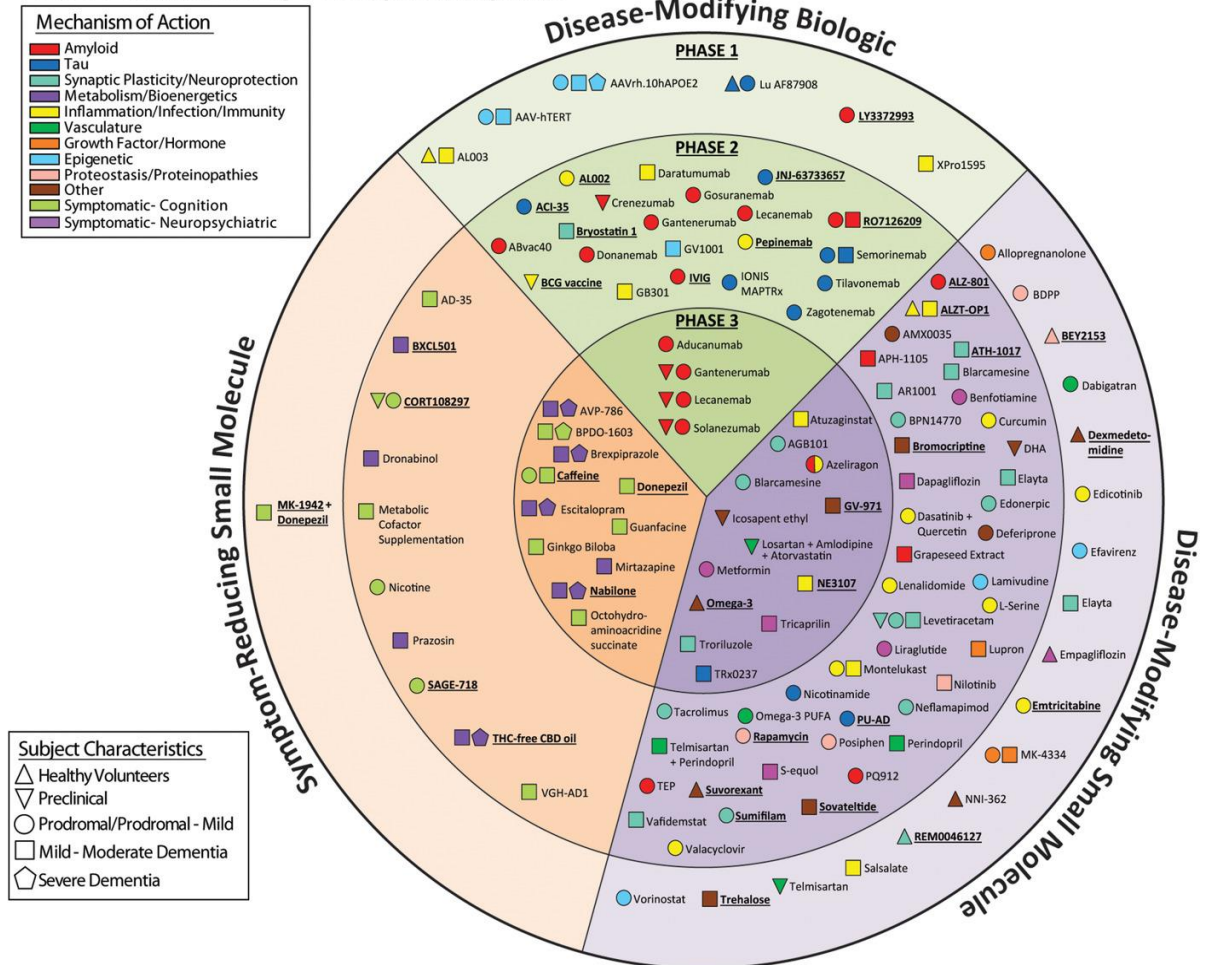 Disease-Modifying Biologic
Mechanism of Action
Amyloid
Tau
Synaptic Plasticity/Neuroprotection
Metabolism/Bioenergetics
Inflammation/Infection/Immunity
Vasculature
Growth Factor/Hormone
Epigenetic
Proteostasis/Proteinopathies
Other
Symptomatic- Cognition
Symptomatic- Neuropsychiatric
PHASE 1
AAVrh.10hAPOE2
Lu AF87908
AAV-hTERT
LY3372993
AL003
XPro1595
PHASE 2
AL002
Daratumumab
JNJ-63733657
ACI-35
Crenezumab
Gosuranemab
Bryostatin 1
Gantenerumab
Lecanemab
RO7126209
ABvac40
Donanemab
GV1001
Pepinemab
Semorinemab
BCG vaccine
GB301
IVIG
IONIS
MAPTRx
Tilavonemab
Zagotenemab
PHASE 3
Aducanumab
Gantenerumab
Lecanemab
Solanezumab
Symptom-Reducing Small Molecule
MK-1942 +
Donepezil
AD-35
BXCL501
CORT108297
Dronabinol
Metabolic
Cofactor
Supplementation
Nicotine
Prazosin
SAGE-718
THC-free CBD oil
VGH-AD1
AVP-786
BPDO-1603
Brexpiprazole
Caffeine
Donepezil
Escitalopram
Guanfacine
Ginkgo Biloba
Mirtazapine
Nabilone
Octohydro-
aminoacridine
succinate
Atuzaginstat
AGB101
Azeliragon
Blarcamesine
GV-971
Icosapent ethyl
Losartan + Amlodipine
+ Atorvastatin
Metformin
NE3107
Omega-3
Tricaprilin
Troriluzole
TRx0237
ALZ-801
ALZT-OP1
AMX0035
ATH-1017
APH-1105
Blarcamesine
AR1001
Benfotiamine
BPN14770
Curcumin
Bromocriptine
DHA
Dapagliflozin
Elayta
Edonerpic
Dasatinib +
Quercetin
Deferiprone
Grapeseed Extract
Lenalidomide
Lamivudine
L-Serine
Levetiracetam
Liraglutide
Lupron
Montelukast
Nilotinib
Nicotinamide
Neflamapimod
Tacrolimus
Omega-3 PUFA
PU-AD
Rapamycin
Posiphen
Perindopril
Telmisartan
+ Perindopril
S-equol
PQ912
TEP
Suvorexant
Sovateltide
Vafidemstat
Sumifilam
Valacyclovir
Allopregnanolone
BDPP
BEY2153
Dabigatran
Dexmedeto-
midine
Edicotinib
Efavirenz
Elayta
Empagliflozin
Emtricitabine
MK-4334
NNI-362
REM0046127
Salsalate
Telmisartan
Trehalose
Vorinostat
Disease-Modifying Small Molecule
Subject Characteristics
Healthy Volunteers
Preclinical
Prodromal/Prodromal - Mild
Mild - Moderate Dementia
Severe Dementia